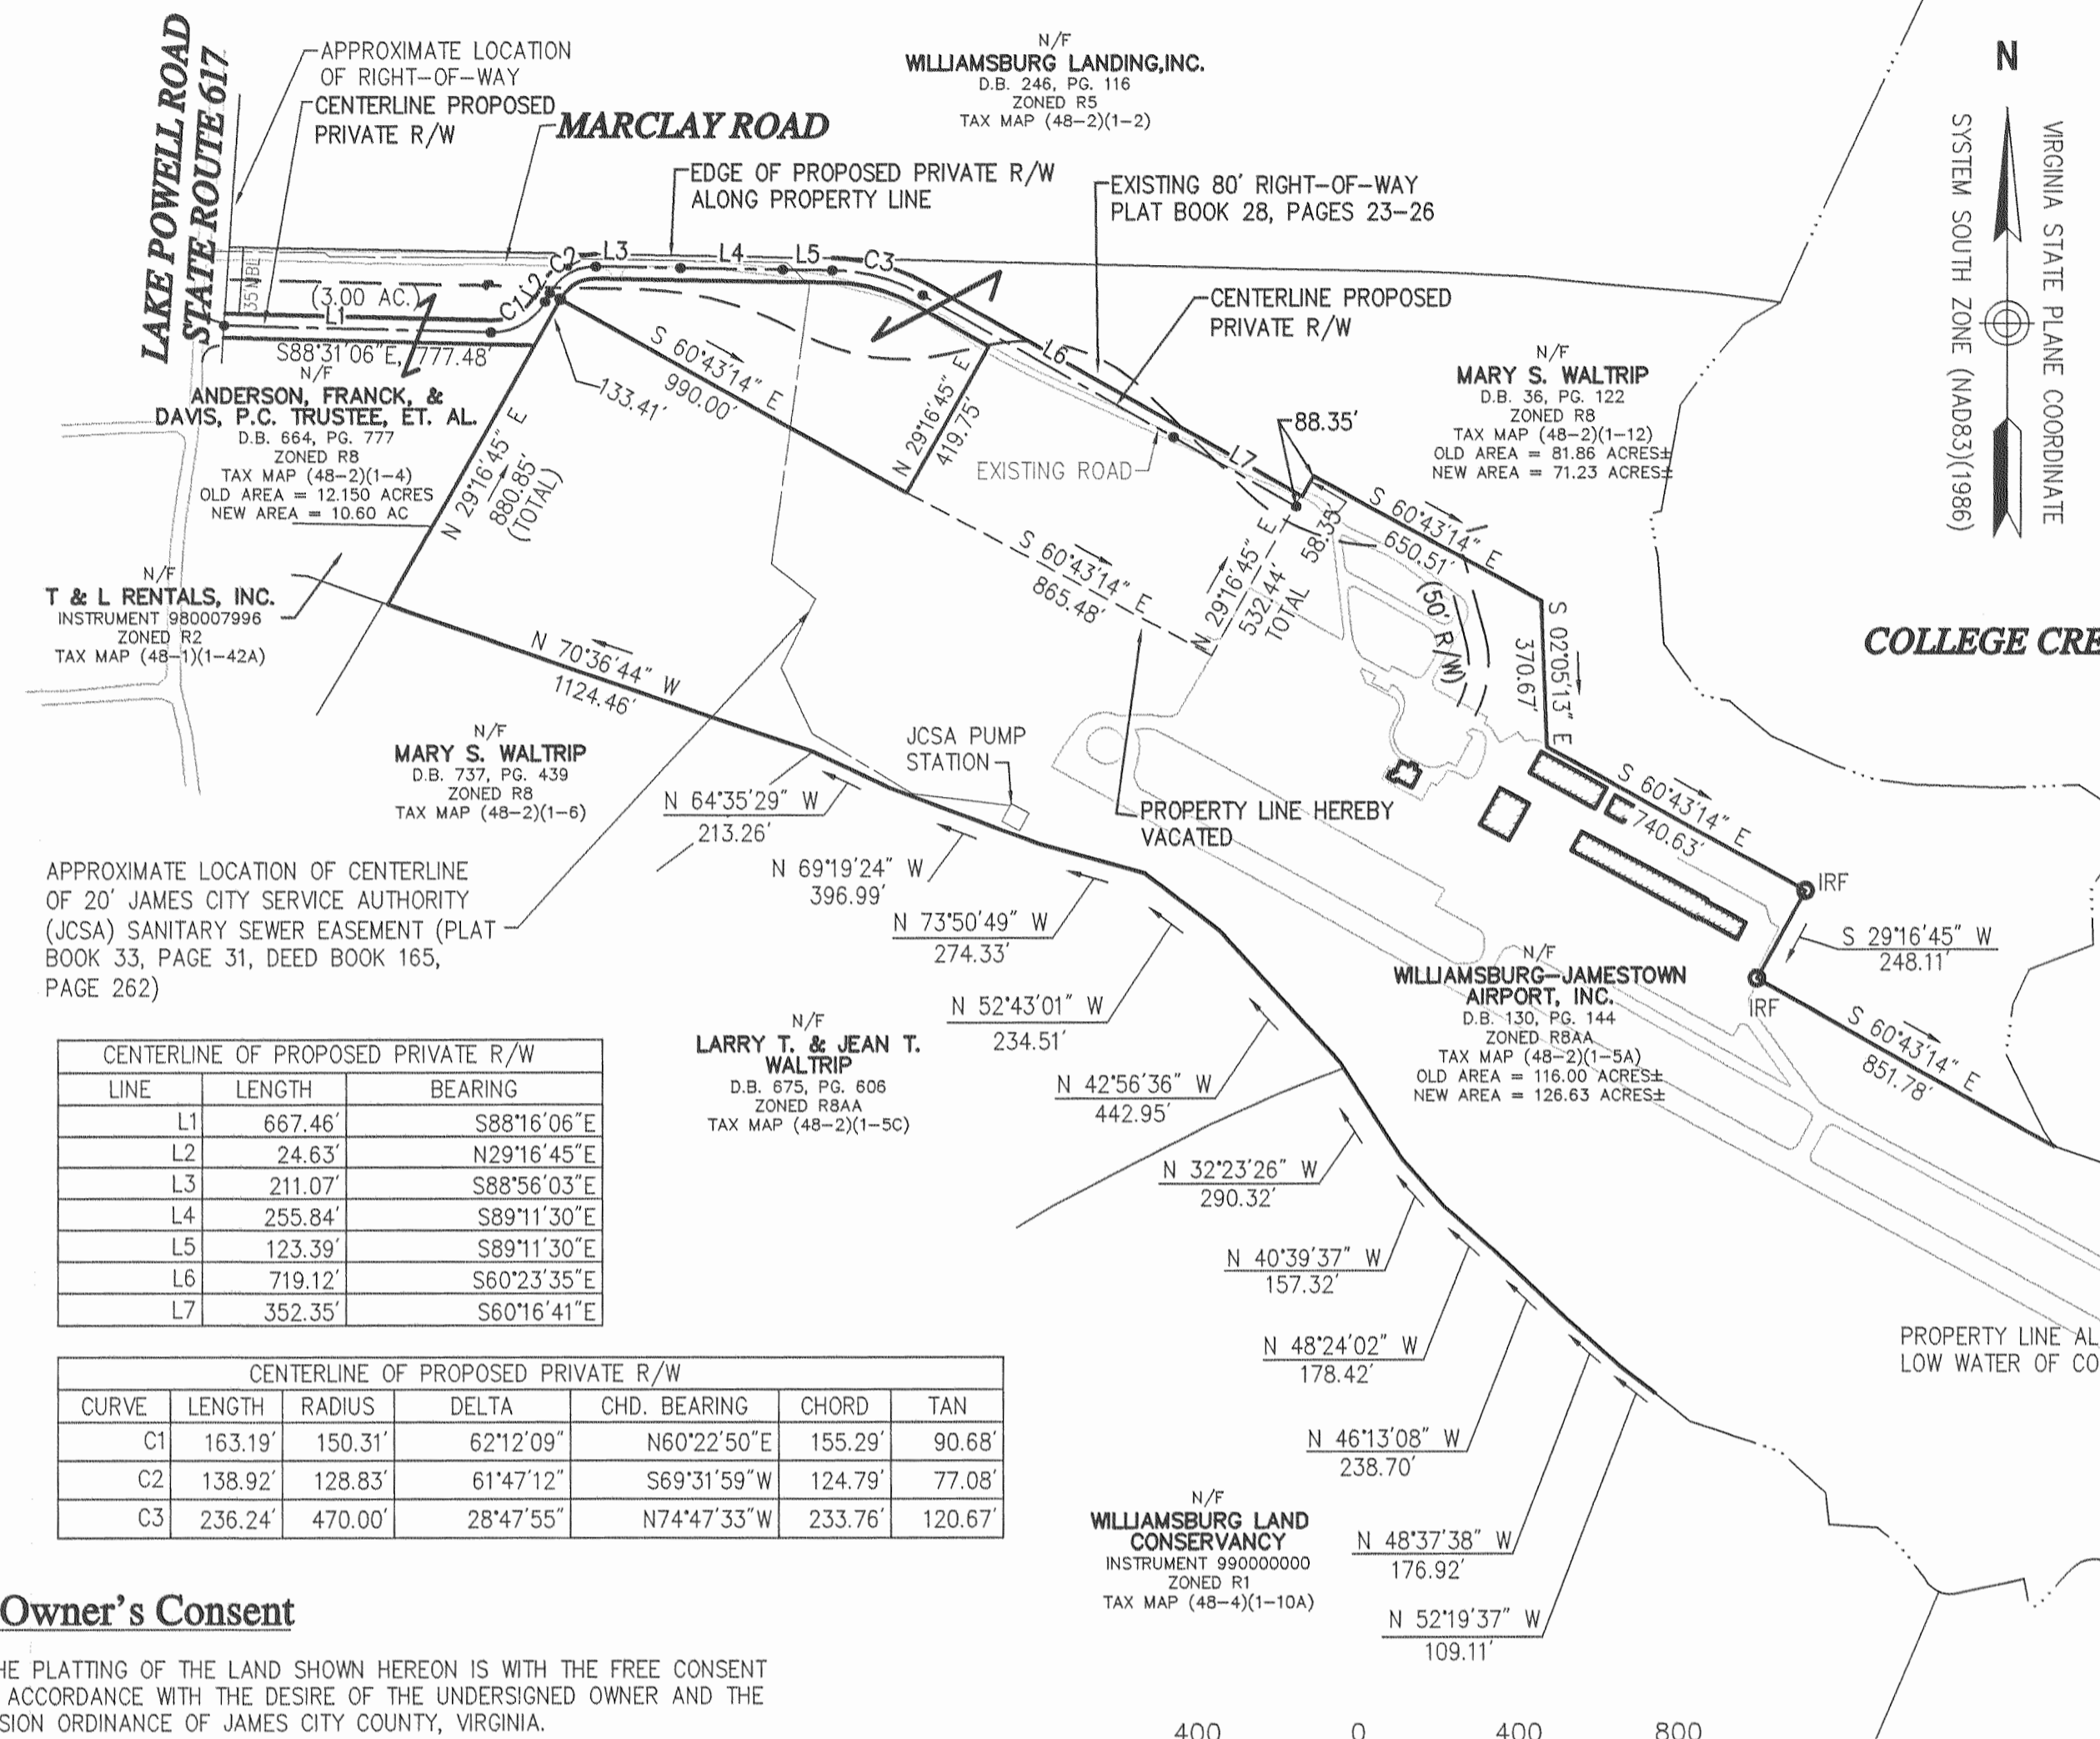 LAKE POWELL ROAD
STATE ROUTE 617
APPROXIMATE LOCATION
OF RIGHT-OF-WAY
CENTERLINE PROPOSED
PRIVATE R/W
MARCLAY ROAD
N/F
WILLIAMSBURG LANDING,INC.
D.B. 246, PG. 116
ZONED R5
TAX MAP (48-2)(1-2)
EDGE OF PROPOSED PRIVATE R/W
ALONG PROPERTY LINE
EXISTING 80' RIGHT-OF-WAY
PLAT BOOK 28, PAGES 23-26
N
VIRGINIA STATE PLANE COORDINATE
SYSTEM SOUTH ZONE (NAD83)(1986)
35' MBL
(3.00 AC.)
L1
C1
L2
C2
L3
L4
L5
C3
L6
L7
S88°31'06"E, 777.48'
CENTERLINE PROPOSED
PRIVATE R/W
N/F
ANDERSON, FRANCK, &
DAVIS, P.C. TRUSTEE, ET. AL.
D.B. 664, PG. 777
ZONED R8
TAX MAP (48-2)(1-4)
OLD AREA = 12.150 ACRES
NEW AREA = 10.60 AC
133.41'
S 60°43'14" E
990.00'
N 29°16'45" E
419.75'
N 29°16'45" E
880.85'
(TOTAL)
EXISTING ROAD
88.35'
N/F
MARY S. WALTRIP
D.B. 36, PG. 122
ZONED R8
TAX MAP (48-2)(1-12)
OLD AREA = 81.86 ACRES±
NEW AREA = 71.23 ACRES±
S 60°43'14" E
650.51'
58.35'
S 60°43'14" E
865.48'
N 29°16'45" E
532.44'
TOTAL
(50' R/W)
S 02°05'13" E
370.67'
COLLEGE CRE
N/F
T & L RENTALS, INC.
INSTRUMENT 980007996
ZONED R2
TAX MAP (48-1)(1-42A)
N 70°36'44" W
1124.46'
N/F
MARY S. WALTRIP
D.B. 737, PG. 439
ZONED R8
TAX MAP (48-2)(1-6)
JCSA PUMP
STATION
PROPERTY LINE HEREBY
VACATED
S 60°43'14" E
740.63'
IRF
IRF
S 29°16'45" W
248.11'
S 60°43'14" E
851.78'
APPROXIMATE LOCATION OF CENTERLINE
OF 20' JAMES CITY SERVICE AUTHORITY
(JCSA) SANITARY SEWER EASEMENT (PLAT
BOOK 33, PAGE 31, DEED BOOK 165,
PAGE 262)
N 64°35'29" W
213.26'
N 69°19'24" W
396.99'
N 73°50'49" W
274.33'
N 52°43'01" W
234.51'
N 42°56'36" W
442.95'
N 32°23'26" W
290.32'
N 40°39'37" W
157.32'
N 48°24'02" W
178.42'
N 46°13'08" W
238.70'
N 48°37'38" W
176.92'
N 52°19'37" W
109.11'
N/F
WILLIAMSBURG-JAMESTOWN
AIRPORT, INC.
D.B. 130, PG. 144
ZONED R8AA
TAX MAP (48-2)(1-5A)
OLD AREA = 116.00 ACRES±
NEW AREA = 126.63 ACRES±
N/F
LARRY T. & JEAN T.
WALTRIP
D.B. 675, PG. 606
ZONED R8AA
TAX MAP (48-2)(1-5C)
PROPERTY LINE AL
LOW WATER OF CO
CENTERLINE OF PROPOSED PRIVATE R/W
LINE LENGTH BEARING
L1 667.46' S88°16'06"E
L2 24.63' N29°16'45"E
L3 211.07' S88°56'03"E
L4 255.84' S89°11'30"E
L5 123.39' S89°11'30"E
L6 719.12' S60°23'35"E
L7 352.35' S60°16'41"E
CENTERLINE OF PROPOSED PRIVATE R/W
CURVE LENGTH RADIUS DELTA CHD. BEARING CHORD TAN
C1 163.19' 150.31' 62°12'09" N60°22'50"E 155.29' 90.68'
C2 138.92' 128.83' 61°47'12" S69°31'59"W 124.79' 77.08'
C3 236.24' 470.00' 28°47'55" N74°47'33"W 233.76' 120.67'
N/F
WILLIAMSBURG LAND
CONSERVANCY
INSTRUMENT 990000000
ZONED R1
TAX MAP (48-4)(1-10A)
Owner's Consent
HE PLATTING OF THE LAND SHOWN HEREON IS WITH THE FREE CONSENT
ACCORDANCE WITH THE DESIRE OF THE UNDERSIGNED OWNER AND THE
SION ORDINANCE OF JAMES CITY COUNTY, VIRGINIA.
400 0 400 800